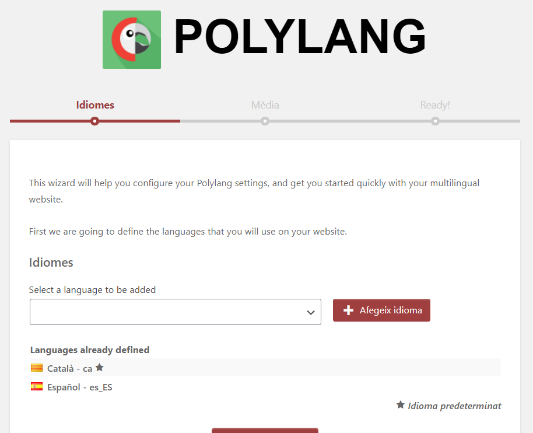 POLYLANG
Idiomes Mèdia Ready!
This wizard will help you configure your Polylang settings, and get you started quickly with your multilingual
website.
First we are going to define the languages that you will use on your website.
Idiomes
Select a language to be added
Afegeix idioma
Languages already defined
Català - ca
Español - es_ES
Idioma predeterminat